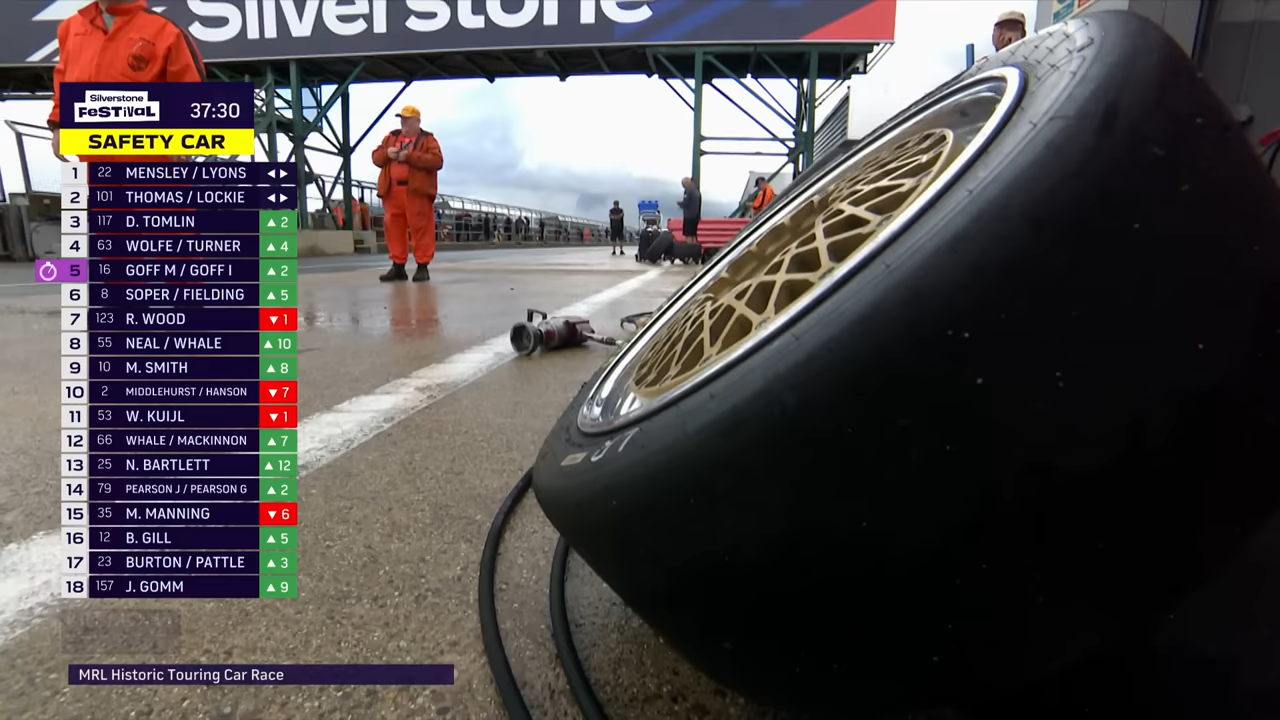 Silverstone
Silverstone
FESTIVAL
37:30
SAFETY CAR
1 22 MENSLEY / LYONS ◀ ▶
2 101 THOMAS / LOCKIE ◀ ▶
3 117 D. TOMLIN ▲ 2
4 63 WOLFE / TURNER ▲ 4
5 16 GOFF M / GOFF I ▲ 2
6 8 SOPER / FIELDING ▲ 5
7 123 R. WOOD ▼ 1
8 55 NEAL / WHALE ▲ 10
9 10 M. SMITH ▲ 8
10 2 MIDDLEHURST / HANSON ▼ 7
11 53 W. KUIJL ▼ 1
12 66 WHALE / MACKINNON ▲ 7
13 25 N. BARTLETT ▲ 12
14 79 PEARSON J / PEARSON G ▲ 2
15 35 M. MANNING ▼ 6
16 12 B. GILL ▲ 5
17 23 BURTON / PATTLE ▲ 3
18 157 J. GOMM ▲ 9
MRL Historic Touring Car Race